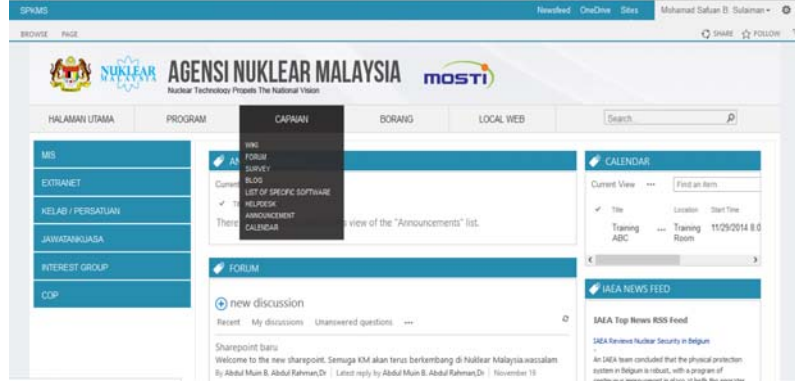 SPKMS
Newsfeed OneDrive Sites Mohamad Safuan B. Sulaiman
BROWSE PAGE
SHARE FOLLOW
NUKLEAR
MALAYSIA
AGENSI NUKLEAR MALAYSIA
Nuclear Technology Propels The National Vision
MOSTI
HALAMAN UTAMA PROGRAM CAPAIAN BORANG LOCAL WEB Search...
WIKI
FORUM
SURVEY
BLOG
LIST OF SPECIFIC SOFTWARE
HELPDESK
ANNOUNCEMENT
CALENDAR
MIS
EXTRANET
KELAB / PERSATUAN
JAWATANKUASA
INTEREST GROUP
COP
AN
Current
There view of the "Announcements" list.
FORUM
new discussion
Recent My discussions Unanswered questions ...
Sharepoint baru
Welcome to the new sharepoint. Semuga KM akan terus berkembang di Nuklear Malaysia.wassalam
By Abdul Muin B. Abdul Rahman,Dr Latest reply by Abdul Muin B. Abdul Rahman,Dr November 18
CALENDAR
Current View ... Find an item
Title Location Start Time
Training ABC ... Training Room 11/29/2014 8:0
IAEA NEWS FEED
IAEA Top News RSS Feed
IAEA Reviews Nuclear Security in Belgium
An IAEA team concluded that the physical protection
system in Belgium is robust, with a program of